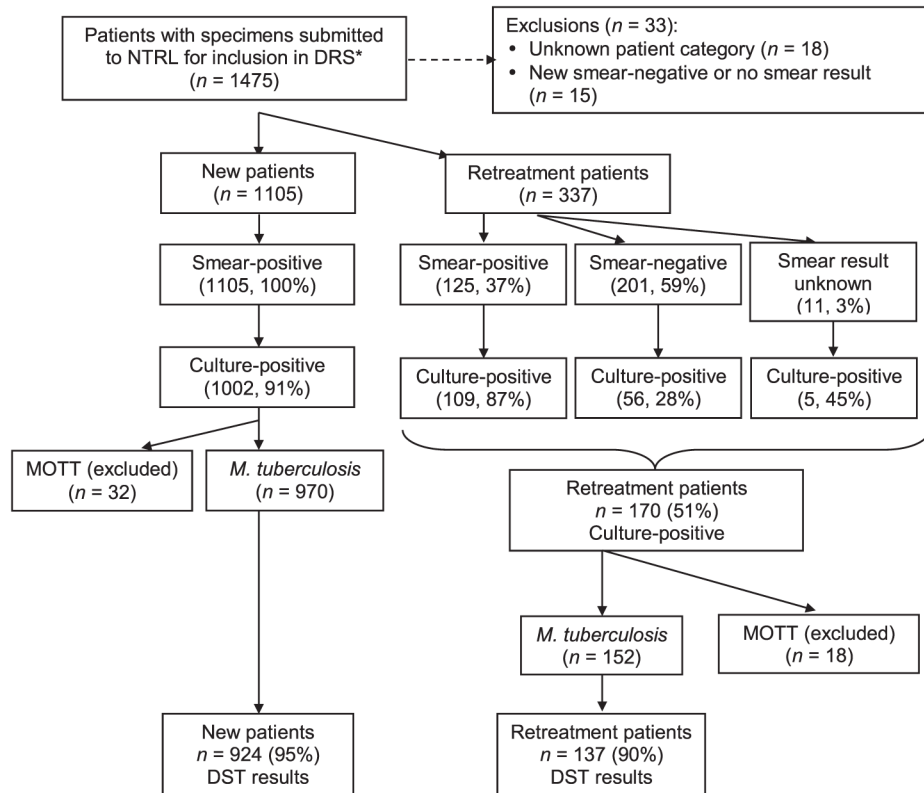 Patients with specimens submitted
to NTRL for inclusion in DRS*
(n = 1475)
Exclusions (n = 33):
• Unknown patient category (n = 18)
• New smear-negative or no smear result
(n = 15)
New patients
(n = 1105)
Retreatment patients
(n = 337)
Smear-positive
(1105, 100%)
Smear-positive
(125, 37%)
Smear-negative
(201, 59%)
Smear result
unknown
(11, 3%)
Culture-positive
(1002, 91%)
Culture-positive
(109, 87%)
Culture-positive
(56, 28%)
Culture-positive
(5, 45%)
MOTT (excluded)
(n = 32)
M. tuberculosis
(n = 970)
Retreatment patients
n = 170 (51%)
Culture-positive
M. tuberculosis
(n = 152)
MOTT (excluded)
(n = 18)
New patients
n = 924 (95%)
DST results
Retreatment patients
n = 137 (90%)
DST results